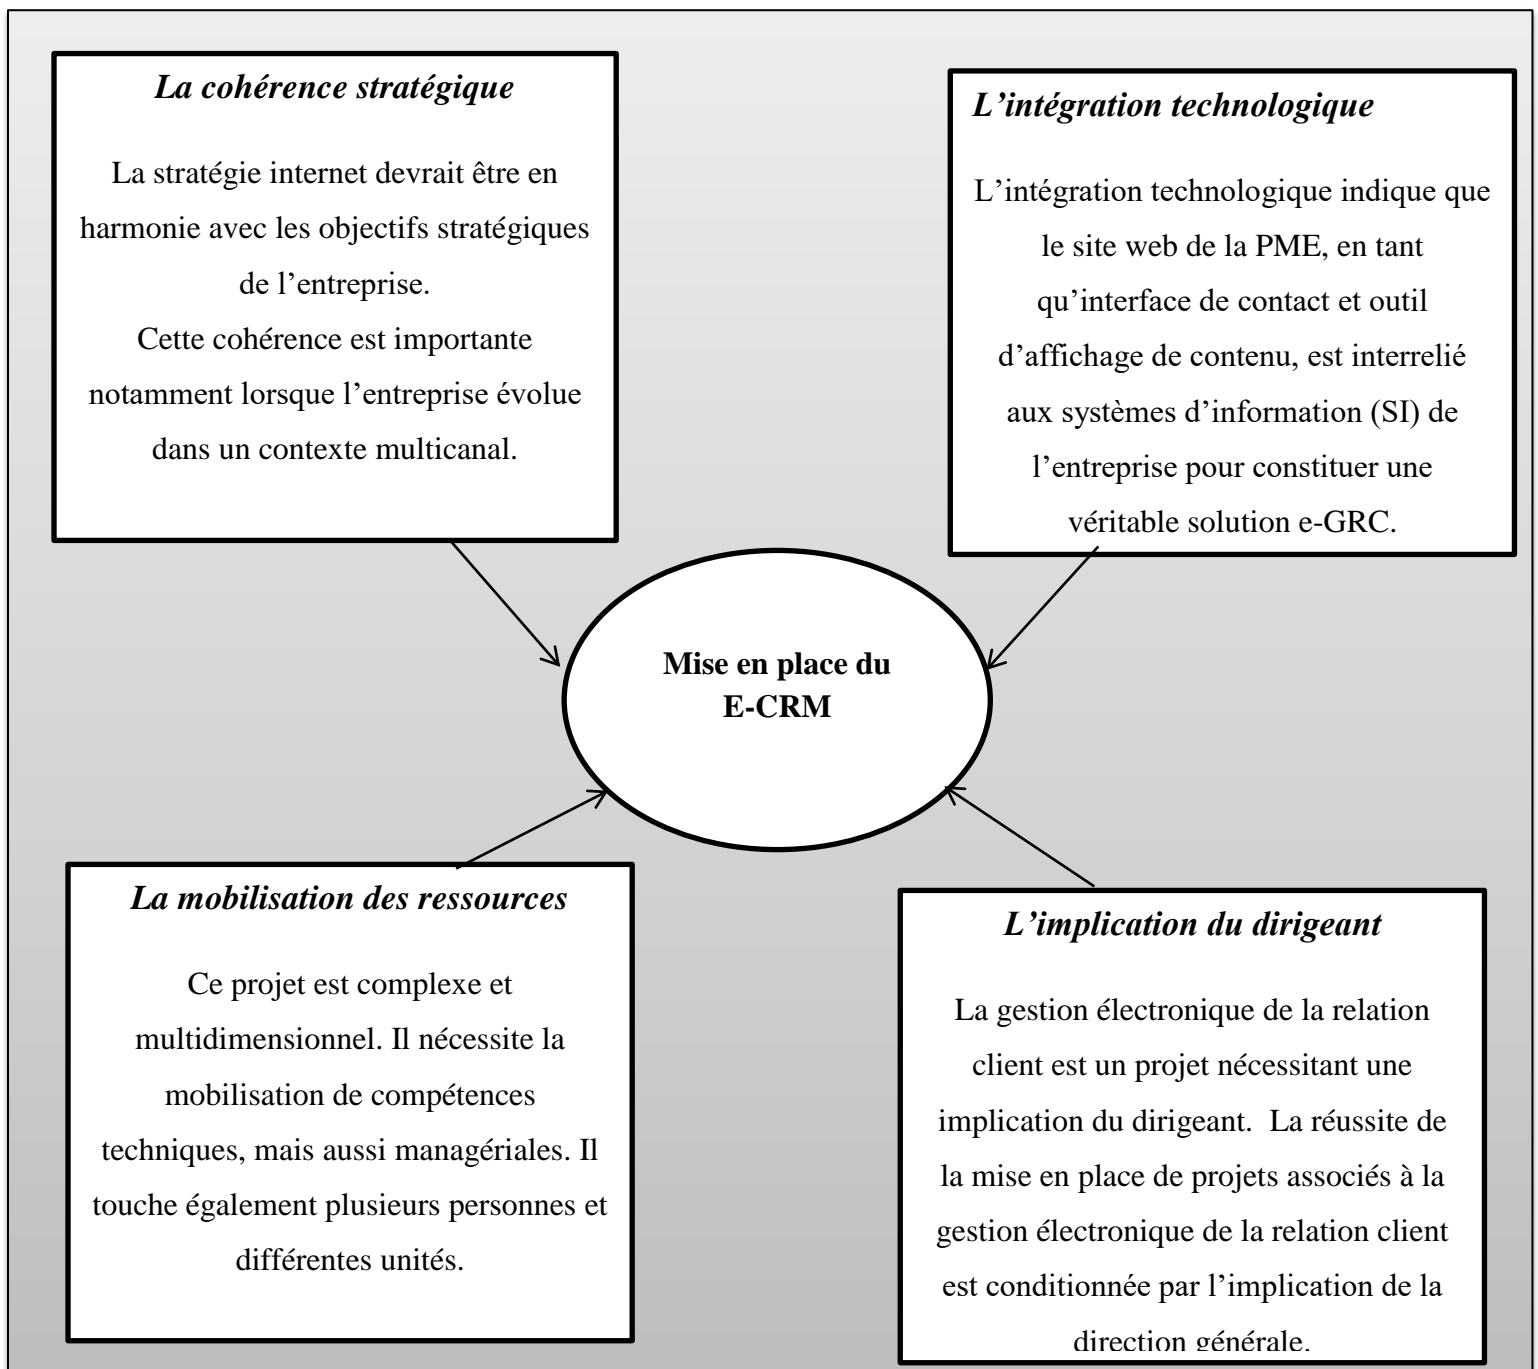 La cohérence stratégique
La stratégie internet devrait être en
harmonie avec les objectifs stratégiques
de l’entreprise.
Cette cohérence est importante
notamment lorsque l’entreprise évolue
dans un contexte multicanal.
L’intégration technologique
L’intégration technologique indique que
le site web de la PME, en tant
qu’interface de contact et outil
d’affichage de contenu, est interrelié
aux systèmes d’information (SI) de
l’entreprise pour constituer une
véritable solution e-GRC.
Mise en place du
E-CRM
La mobilisation des ressources
Ce projet est complexe et
multidimensionnel. Il nécessite la
mobilisation de compétences
techniques, mais aussi managériales. Il
touche également plusieurs personnes et
différentes unités.
L’implication du dirigeant
La gestion électronique de la relation
client est un projet nécessitant une
implication du dirigeant.  La réussite de
la mise en place de projets associés à la
gestion électronique de la relation client
est conditionnée par l’implication de la
direction générale.